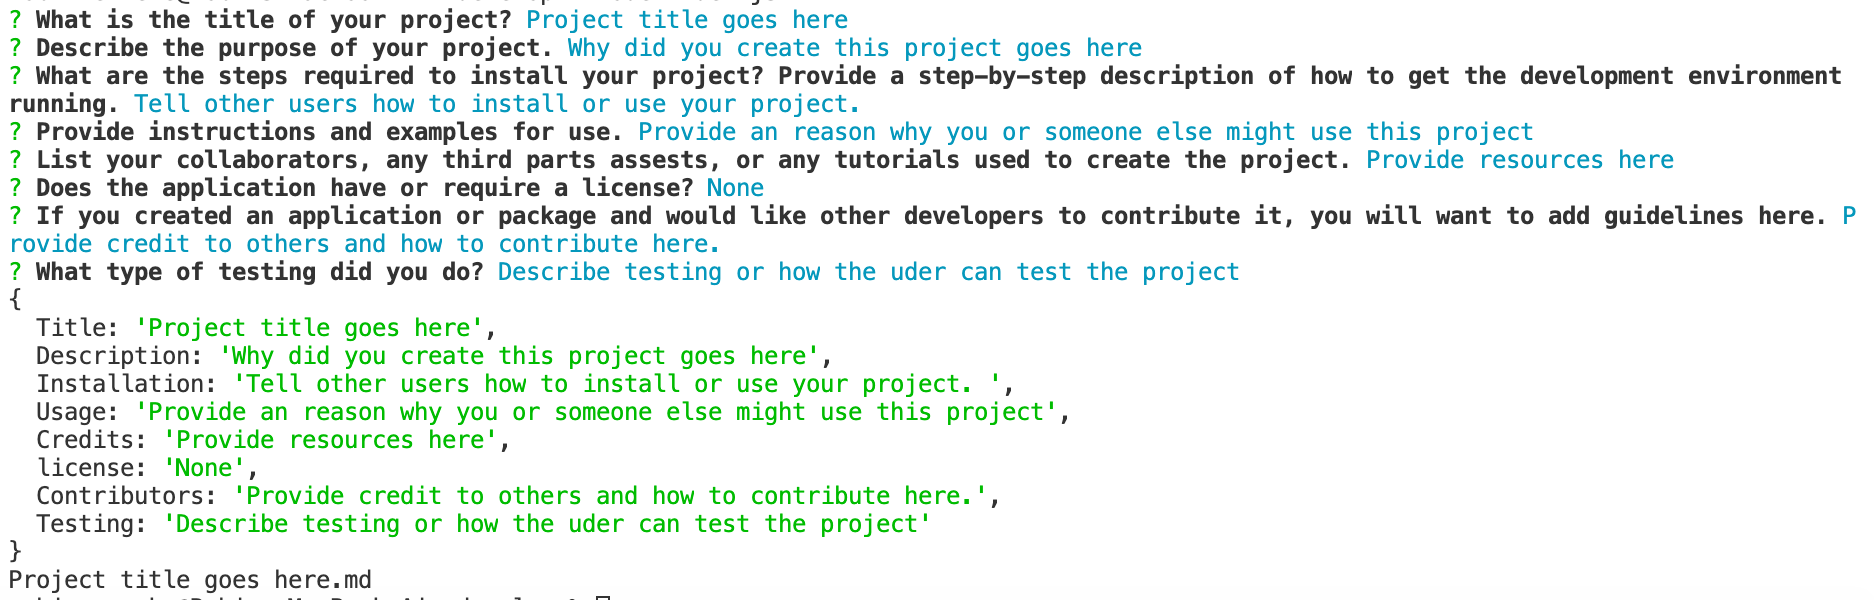 ? What is the title of your project? Project title goes here
? Describe the purpose of your project. Why did you create this project goes here
? What are the steps required to install your project? Provide a step-by-step description of how to get the development environment
running. Tell other users how to install or use your project.
? Provide instructions and examples for use. Provide an reason why you or someone else might use this project
? List your collaborators, any third parts assests, or any tutorials used to create the project. Provide resources here
? Does the application have or require a license? None
? If you created an application or package and would like other developers to contribute it, you will want to add guidelines here. P
rovide credit to others and how to contribute here.
? What type of testing did you do? Describe testing or how the uder can test the project
{
Title: 'Project title goes here',
Description: 'Why did you create this project goes here',
Installation: 'Tell other users how to install or use your project. ',
Usage: 'Provide an reason why you or someone else might use this project',
Credits: 'Provide resources here',
license: 'None',
Contributors: 'Provide credit to others and how to contribute here.',
Testing: 'Describe testing or how the uder can test the project'
}
Project title goes here.md